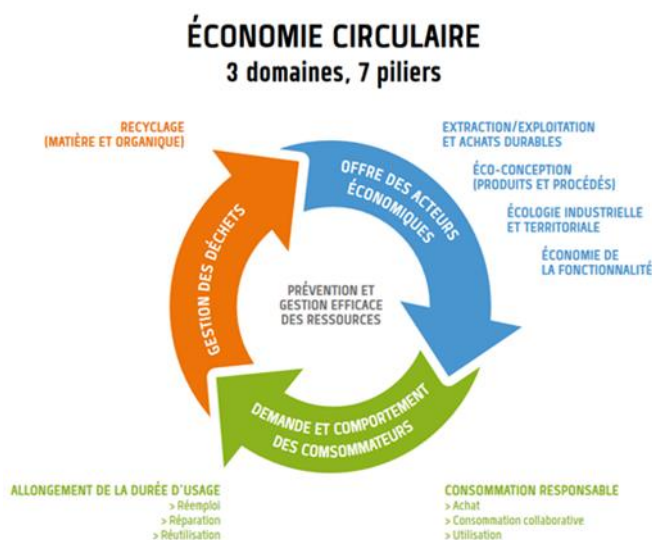 ÉCONOMIE CIRCULAIRE
3 domaines, 7 piliers
RECYCLAGE
(MATIÈRE ET ORGANIQUE)
EXTRACTION/EXPLOITATION
ET ACHATS DURABLES
ÉCO-CONCEPTION
(PRODUITS ET PROCÉDÉS)
ÉCOLOGIE INDUSTRIELLE
ET TERRITORIALE
ÉCONOMIE DE
LA FONCTIONNALITÉ
OFFRE DES ACTEURS
ÉCONOMIQUES
GESTION DES DÉCHETS
PRÉVENTION ET
GESTION EFFICACE
DES RESSOURCES
DEMANDE ET COMPORTEMENT
DES COMSOMMATEURS
ALLONGEMENT DE LA DURÉE D'USAGE
> Réemploi
> Réparation
> Réutilisation
CONSOMMATION RESPONSABLE
> Achat
> Consommation collaborative
> Utilisation